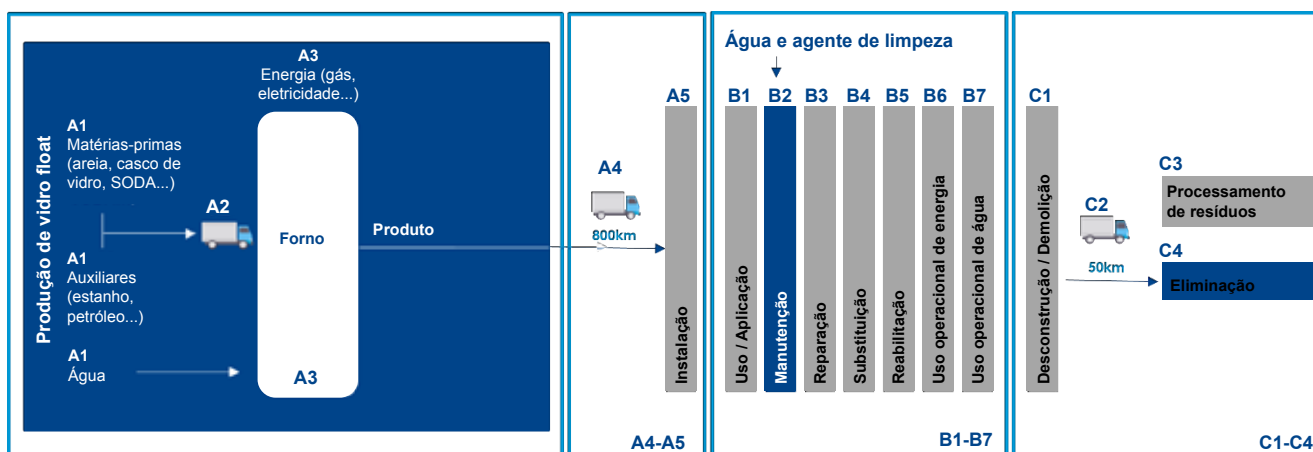 Produção de vidro float
A3
Energia (gás,
eletricidade...)
A1
Matérias-primas
(areia, casco de
vidro, SODA...)
A2
Forno
Produto
A1
Auxiliares
(estanho,
petróleo...)
A1
Água
A3
A4
800km
A5
Instalação
A4-A5
Água e agente de limpeza
B1
B2
B3
B4
B5
B6
B7
Uso / Aplicação
Manutenção
Reparação
Substituição
Reabilitação
Uso operacional de energia
Uso operacional de água
B1-B7
C1
Desconstrução / Demolição
C2
50km
C3
Processamento
de resíduos
C4
Eliminação
C1-C4